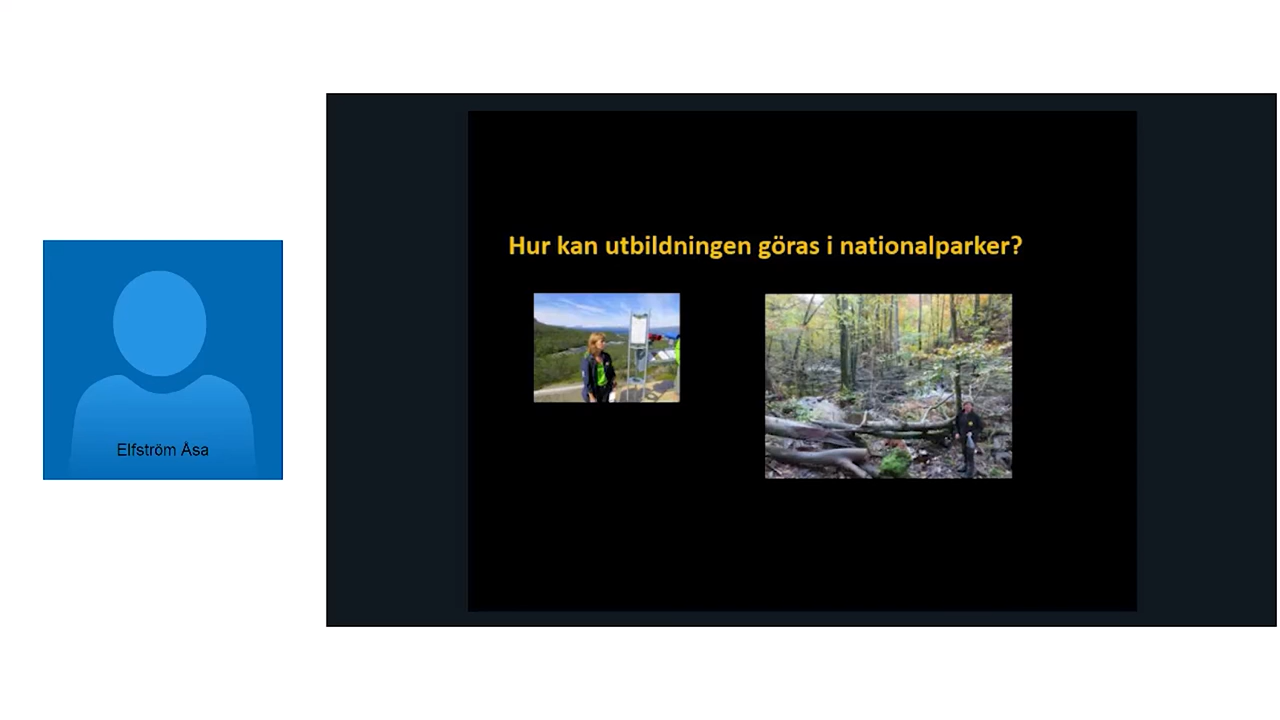 Hur kan utbildningen göras i nationalparker?
Elfström Åsa